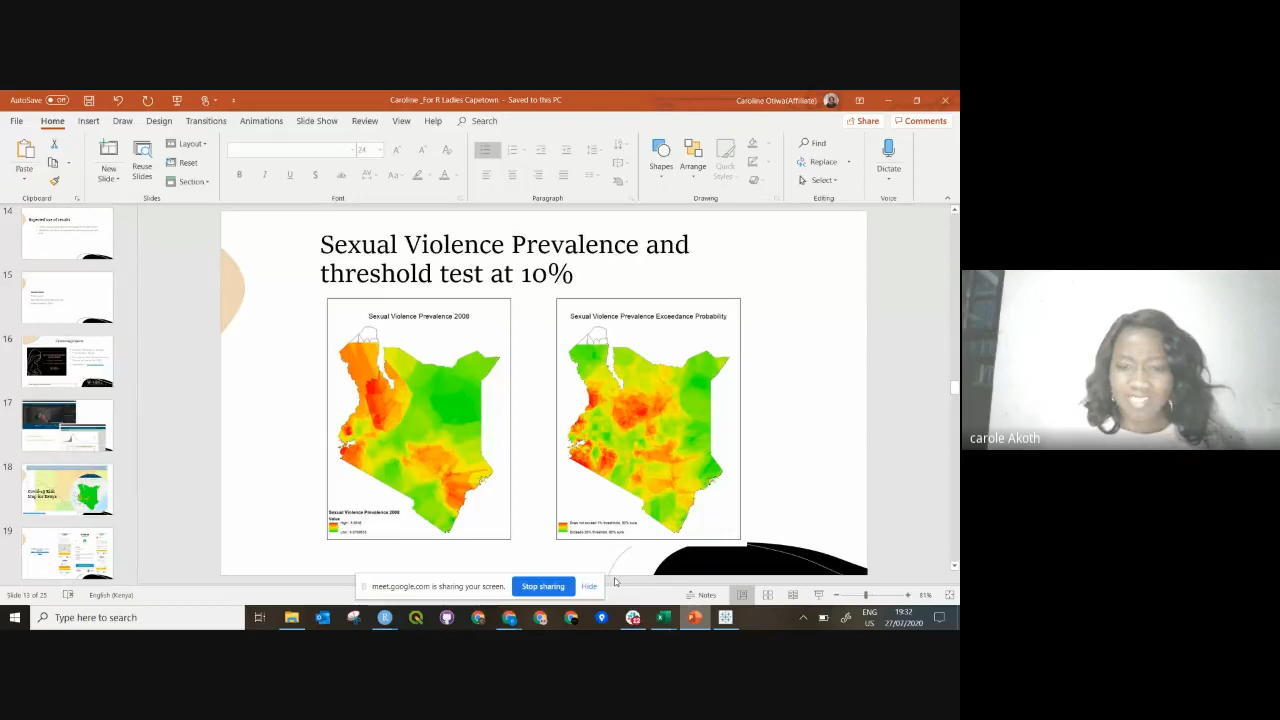 AutoSave Off
Caroline _For R Ladies Capetown - Saved to this PC
Caroline Otiwa(Affiliate)
File Home Insert Draw Design Transitions Animations Slide Show Review View Help Search
Share Comments
Paste
Clipboard
New Slide
Reuse Slides
Layout
Reset
Section
Slides
24
Font
Paragraph
Shapes
Arrange
Quick Styles
Drawing
Find
Replace
Select
Editing
Dictate
Voice
14
15
16
17
18
19
Sexual Violence Prevalence and
threshold test at 10%
Sexual Violence Prevalence 2008
Sexual Violence Prevalence Exceedance Probability
Sexual Violence Prevalence 2008
Value
carole Akoth
meet.google.com is sharing your screen. Stop sharing Hide
Slide 13 of 25 English (Kenya) Notes 81%
Type here to search
ENG
US
19:32
27/07/2020